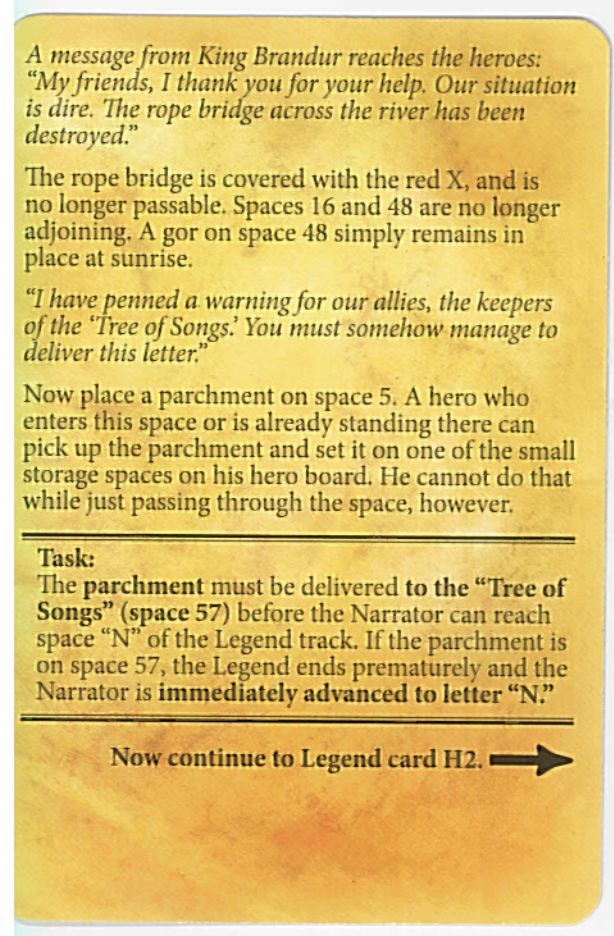 A message from King Brandur reaches the heroes:
“My friends, I thank you for your help. Our situation
is dire. The rope bridge across the river has been
destroyed.”
The rope bridge is covered with the red X, and is
no longer passable. Spaces 16 and 48 are no longer
adjoining. A gor on space 48 simply remains in
place at sunrise.
“I have penned a warning for our allies, the keepers
of the ‘Tree of Songs.’ You must somehow manage to
deliver this letter.”
Now place a parchment on space 5. A hero who
enters this space or is already standing there can
pick up the parchment and set it on one of the small
storage spaces on his hero board. He cannot do that
while just passing through the space, however.
Task:
The parchment must be delivered to the “Tree of
Songs” (space 57) before the Narrator can reach
space “N” of the Legend track. If the parchment is
on space 57, the Legend ends prematurely and the
Narrator is immediately advanced to letter “N.”
Now continue to Legend card H2.